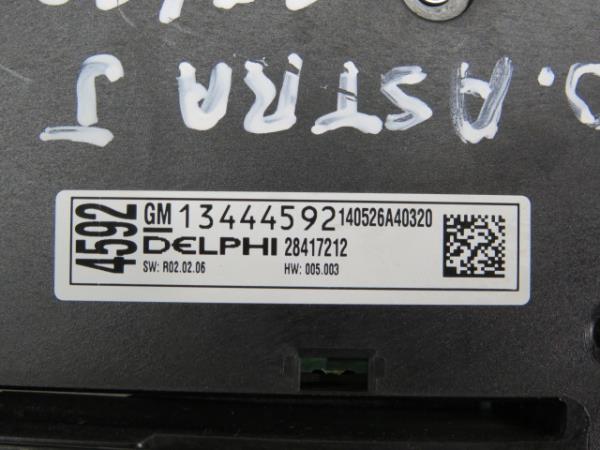 O. ASTRA J
4592
GM 13444592 140526A40320
DELPHI 28417212
SW: R02.02.06 HW: 005.003